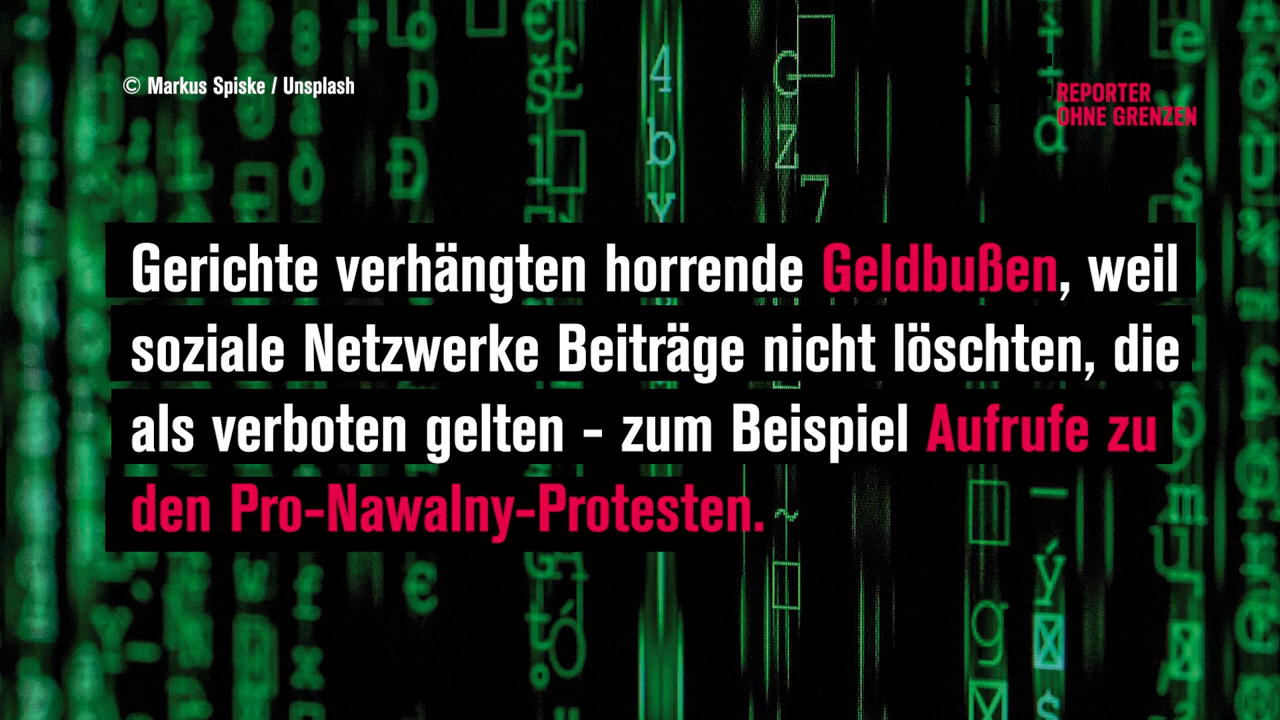 © Markus Spiske / Unsplash
REPORTER
OHNE GRENZEN
Gerichte verhängten horrende Geldbußen, weil
soziale Netzwerke Beiträge nicht löschten, die
als verboten gelten - zum Beispiel Aufrufe zu
den Pro-Nawalny-Protesten.